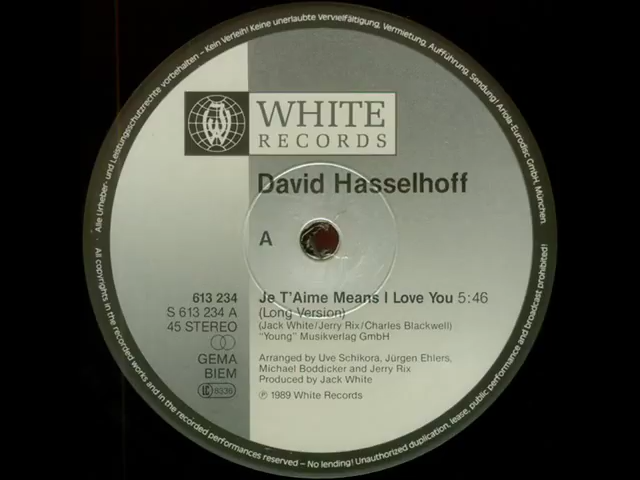 Alle Urheber- und Leistungsschutzrechte vorbehalten – Kein Verleih! Keine unerlaubte Vervielfältigung, Vermietung, Aufführung, Sendung! Ariola-Eurodisc GmbH, München.
WHITE
RECORDS
David Hasselhoff
A
613 234
S 613 234 A
45 STEREO
GEMA
BIEM
LC 8336
Je T'Aime Means I Love You 5:46
(Long Version)
(Jack White/Jerry Rix/Charles Blackwell)
"Young" Musikverlag GmbH
Arranged by Uve Schikora, Jürgen Ehlers,
Michael Boddicker and Jerry Rix
Produced by Jack White
℗ 1989 White Records
All copyrights in the recorded works and in the recorded performances reserved – No lending! Unauthorized duplication, lease, public performance and broadcast prohibited!